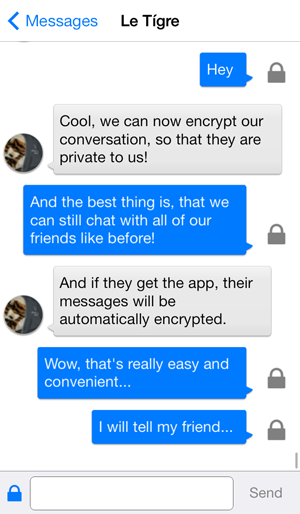 Messages Le Tígre
Hey
Cool, we can now encrypt our
conversation, so that they are
private to us!
And the best thing is, that we
can still chat with all of our
friends like before!
And if they get the app, their
messages will be
automatically encrypted.
Wow, that's really easy and
convenient...
I will tell my friend...
Send